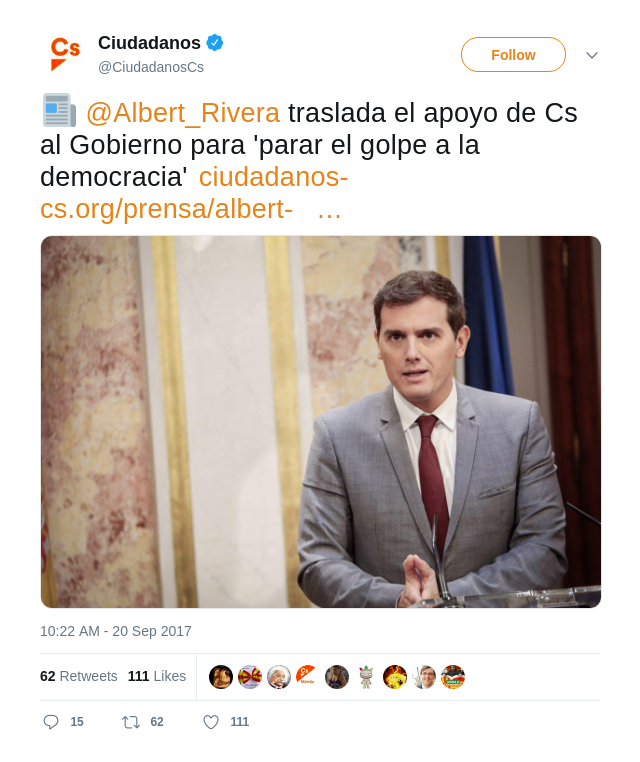 Cs
Ciudadanos
@CiudadanosCs
Follow
@Albert_Rivera traslada el apoyo de Cs
al Gobierno para 'parar el golpe a la
democracia' ciudadanos-
cs.org/prensa/albert- …
10:22 AM - 20 Sep 2017
62 Retweets 111 Likes
15 62 111